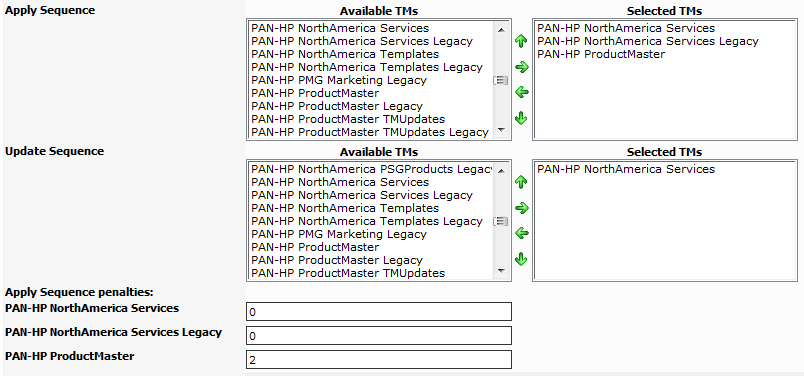 Apply Sequence
Available TMs
Selected TMs
PAN-HP NorthAmerica Services
PAN-HP NorthAmerica Services Legacy
PAN-HP NorthAmerica Templates
PAN-HP NorthAmerica Templates Legacy
PAN-HP PMG Marketing Legacy
PAN-HP ProductMaster
PAN-HP ProductMaster Legacy
PAN-HP ProductMaster TMUpdates
PAN-HP ProductMaster TMUpdates Legacy
PAN-HP NorthAmerica Services
PAN-HP NorthAmerica Services Legacy
PAN-HP ProductMaster
Update Sequence
Available TMs
Selected TMs
PAN-HP NorthAmerica PSGProducts Legacy
PAN-HP NorthAmerica Services
PAN-HP NorthAmerica Services Legacy
PAN-HP NorthAmerica Templates
PAN-HP NorthAmerica Templates Legacy
PAN-HP PMG Marketing Legacy
PAN-HP ProductMaster
PAN-HP ProductMaster Legacy
PAN-HP ProductMaster TMUpdates
PAN-HP NorthAmerica Services
Apply Sequence penalties:
PAN-HP NorthAmerica Services
0
PAN-HP NorthAmerica Services Legacy
0
PAN-HP ProductMaster
2